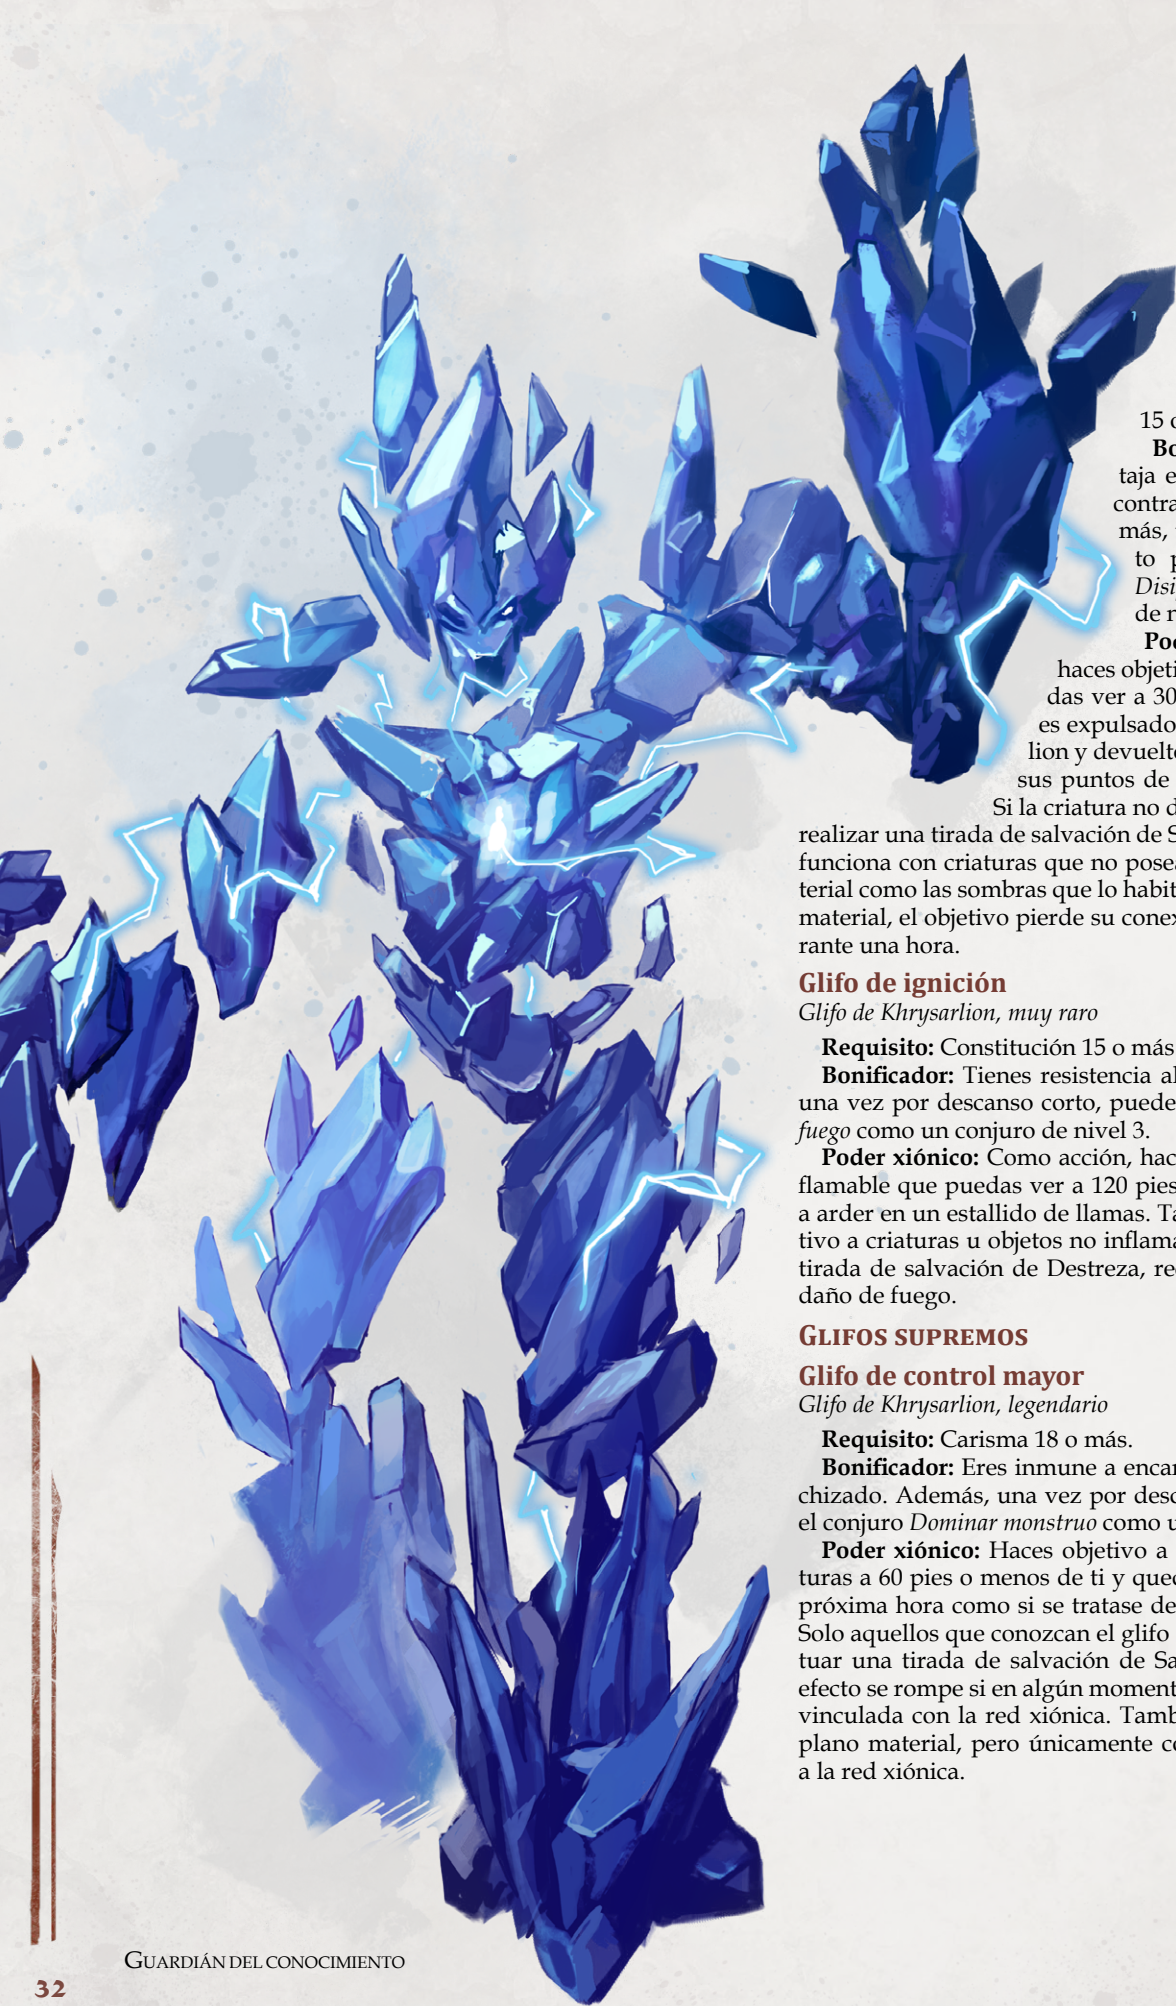 15 o
Bo
taja e
contra
más,
to p
Disi
de n
Pod
haces objeti
das ver a 30
es expulsado
lion y devuelto
sus puntos de
Si la criatura no d
realizar una tirada de salvación de S
funciona con criaturas que no posea
terial como las sombras que lo habit
material, el objetivo pierde su conex
rante una hora.
Glifo de ignición
Glifo de Khrysarlion, muy raro
Requisito: Constitución 15 o más
Bonificador: Tienes resistencia al
una vez por descanso corto, puede
fuego como un conjuro de nivel 3.
Poder xiónico: Como acción, hac
flamable que puedas ver a 120 pies
a arder en un estallido de llamas. Ta
tivo a criaturas u objetos no inflama
tirada de salvación de Destreza, re
daño de fuego.
Glifos supremos
Glifo de control mayor
Glifo de Khrysarlion, legendario
Requisito: Carisma 18 o más.
Bonificador: Eres inmune a encan
chizado. Además, una vez por desc
el conjuro Dominar monstruo como u
Poder xiónico: Haces objetivo a
turas a 60 pies o menos de ti y qued
próxima hora como si se tratase de
Solo aquellos que conozcan el glifo
tuar una tirada de salvación de Sa
efecto se rompe si en algún moment
vinculada con la red xiónica. Tamb
plano material, pero únicamente co
a la red xiónica.
Guardián del conocimiento
32